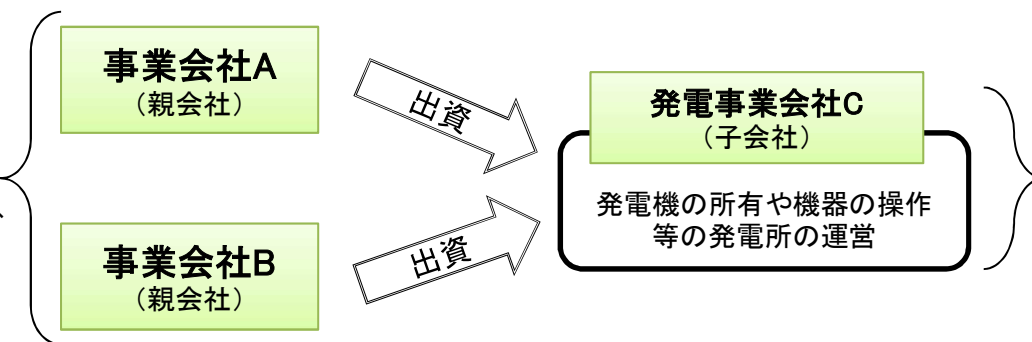 事業会社A
（親会社）
出資
発電事業会社C
（子会社）
発電機の所有や機器の操作
等の発電所の運営
事業会社B
（親会社）
出資